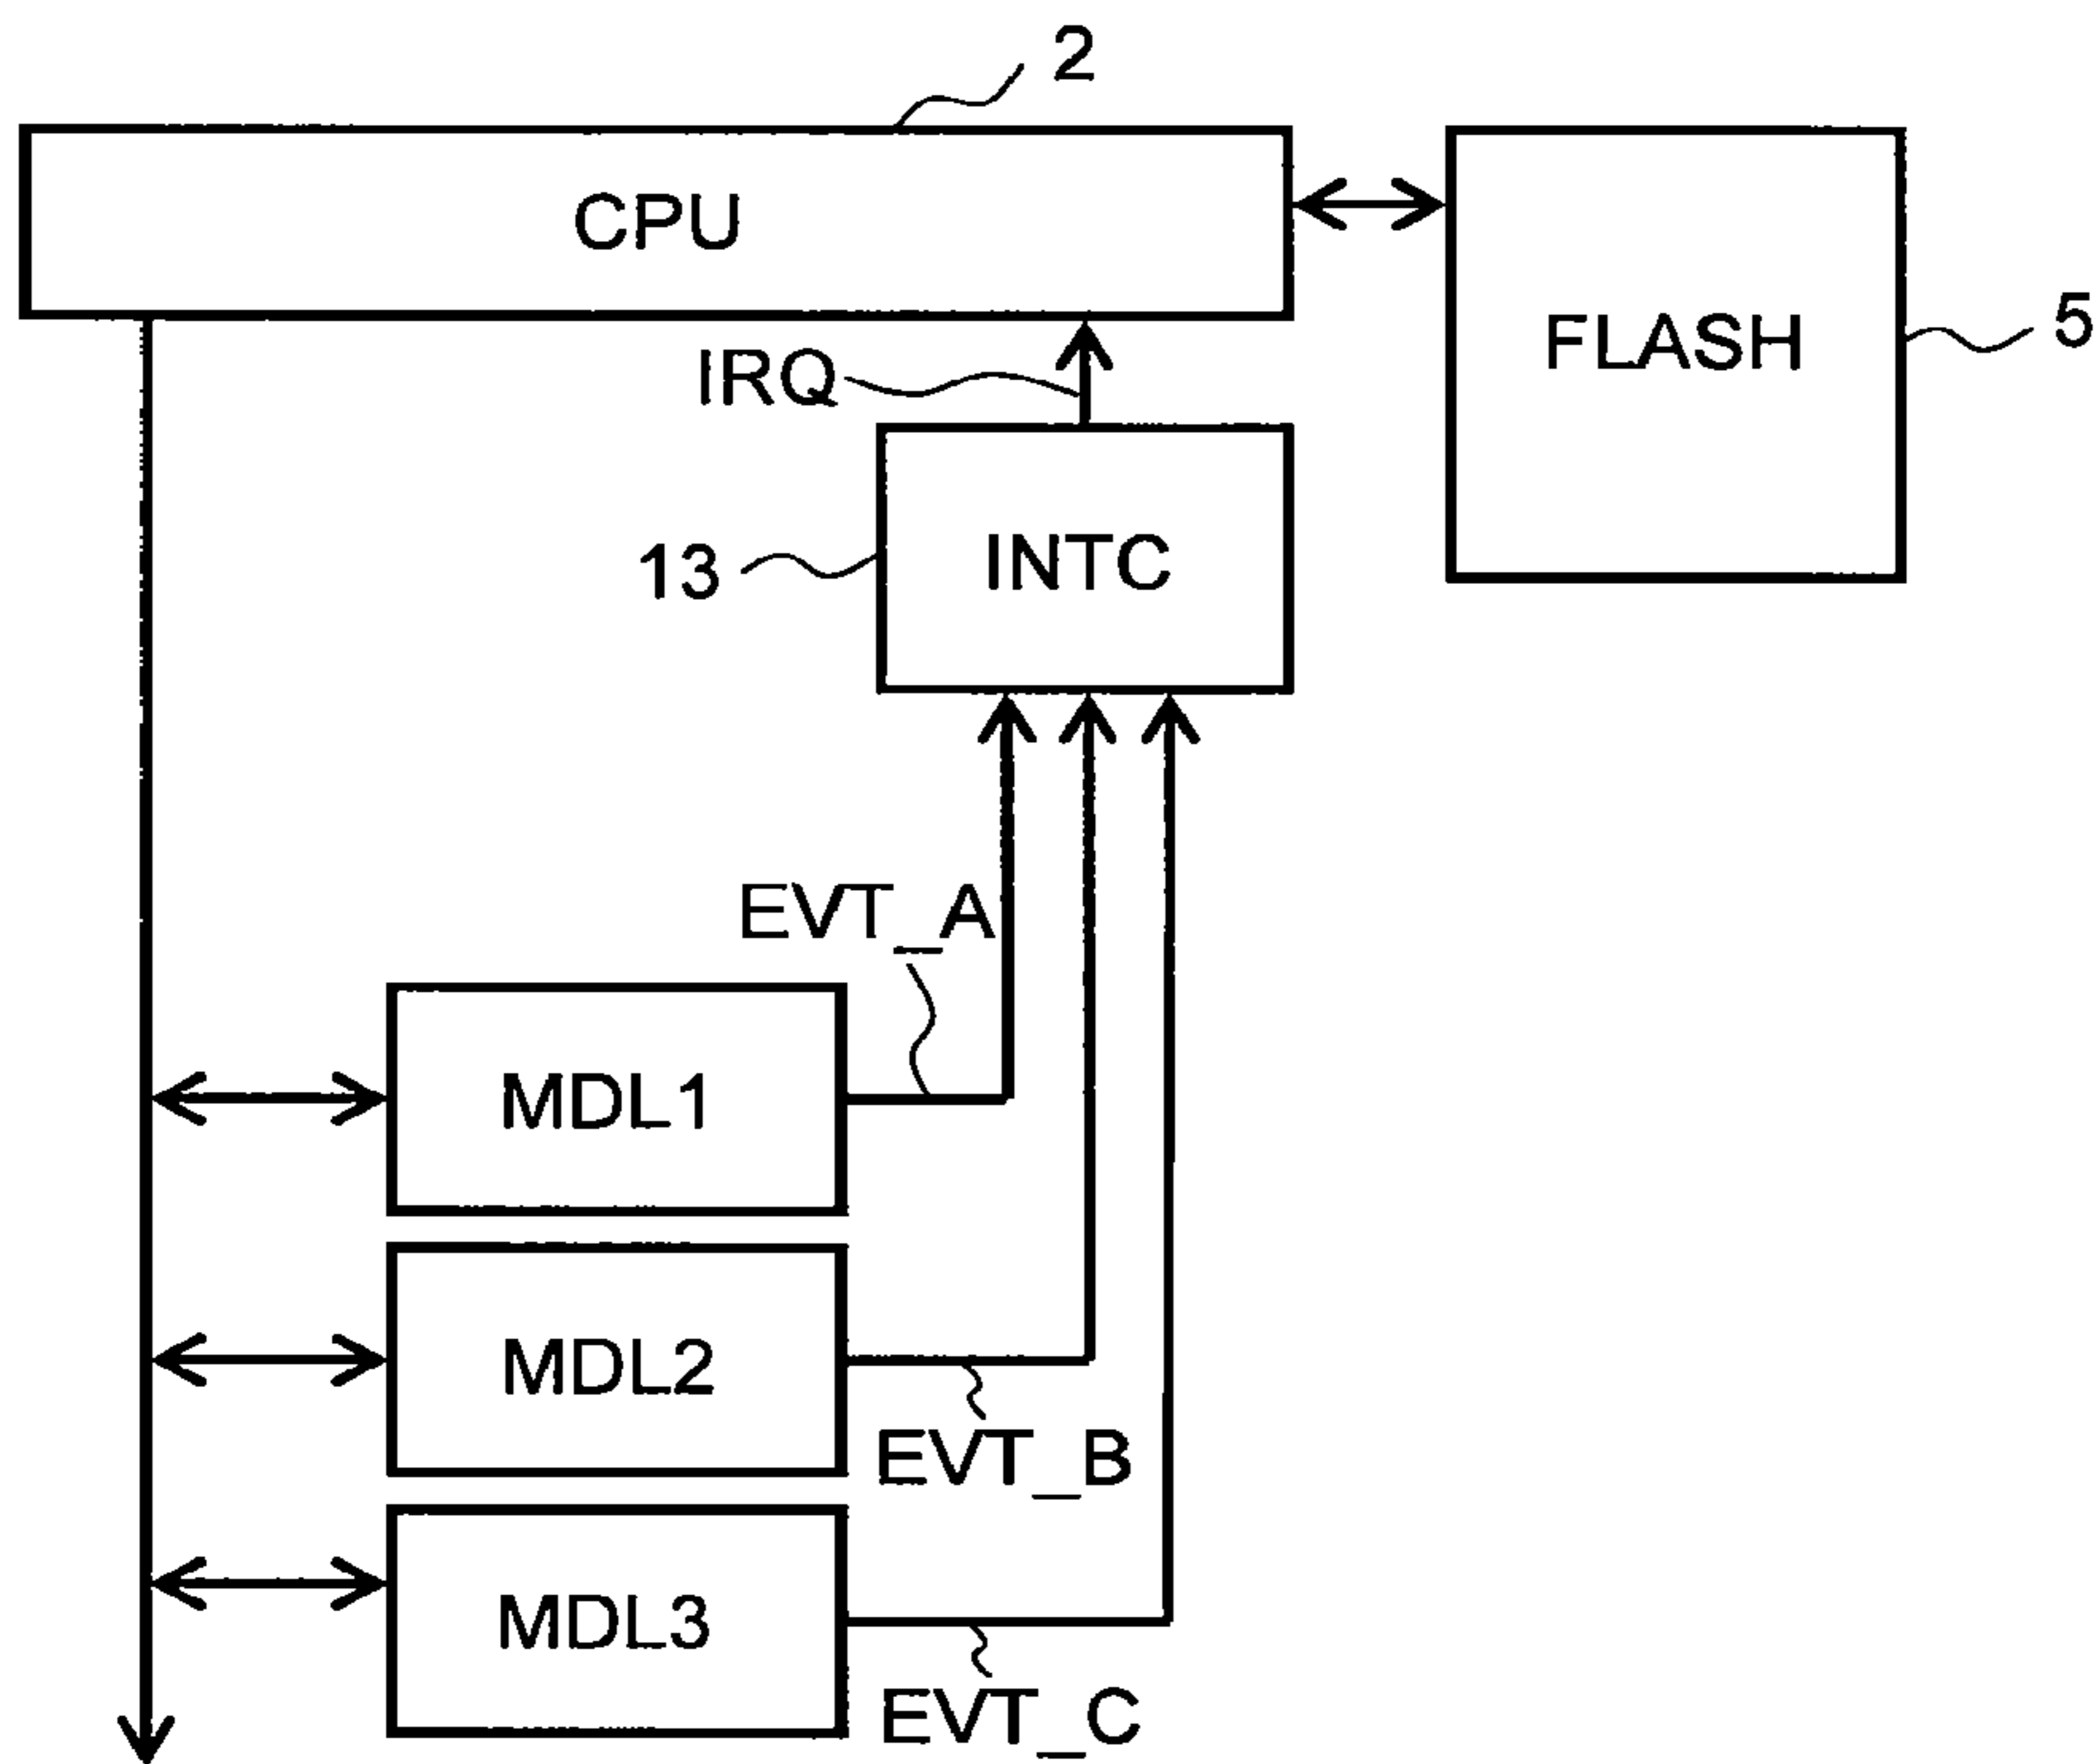 2
CPU
FLASH
5
IRQ
INTC
13
EVT_A
MDL1
MDL2
EVT_B
MDL3
EVT_C